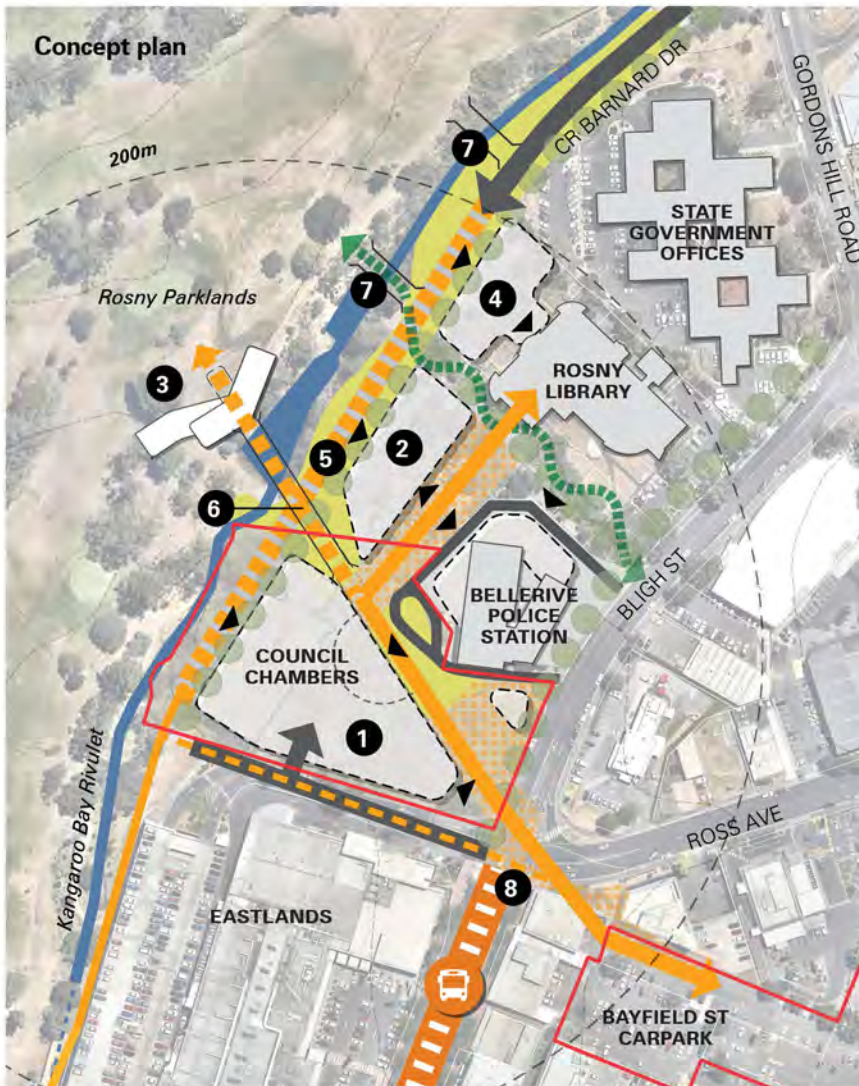 Concept plan
CR BARNARD DR
GORDONS HILL ROAD
200m
7
STATE
GOVERNMENT
OFFICES
7
4
Rosny Parklands
ROSNY
LIBRARY
3
2
5
6
BLIGH ST
BELLERIVE
POLICE
STATION
COUNCIL
CHAMBERS
1
Kangaroo Bay Rivulet
ROSS AVE
8
EASTLANDS
BAYFIELD ST
CARPARK